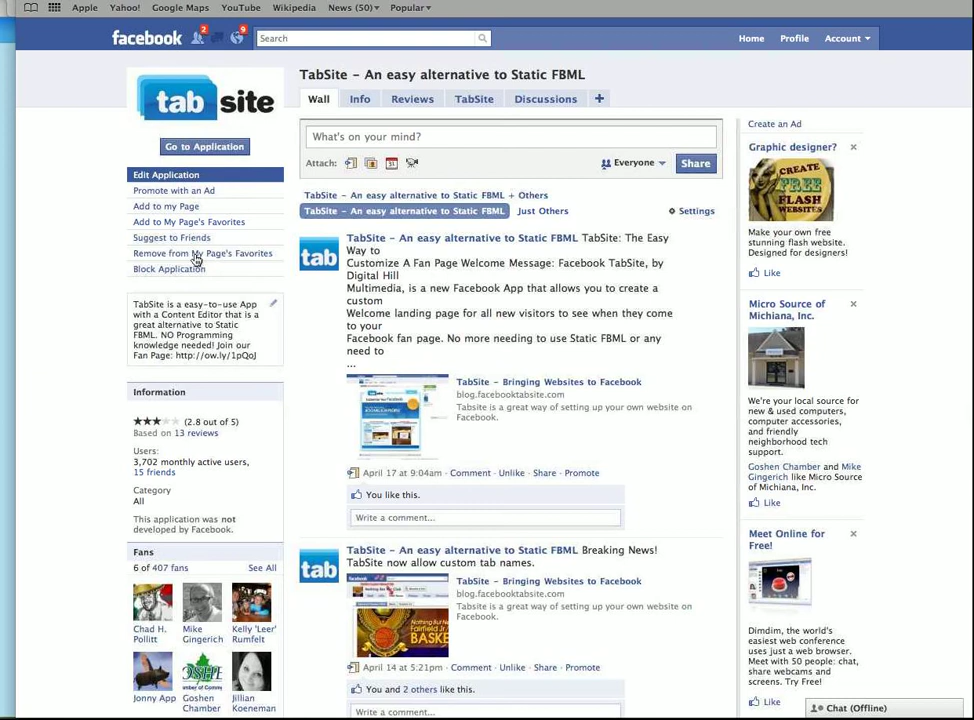 Apple Yahoo! Google Maps YouTube Wikipedia News (50)▾ Popular▾
facebook 2 9 Search Home Profile Account
tab site
TabSite – An easy alternative to Static FBML
Wall Info Reviews TabSite Discussions +
Go to Application
Edit Application
Promote with an Ad
Add to my Page
Add to My Page's Favorites
Suggest to Friends
Remove from My Page's Favorites
Block Application
TabSite is a easy-to-use App
with a Content Editor that is a
great alternative to Static
FBML. NO Programming
knowledge needed! Join our
Fan Page: http://ow.ly/1pQoJ
Information
(2.8 out of 5)
Based on 13 reviews
Users:
3,702 monthly active users,
15 friends
Category
All
This application was not
developed by Facebook.
Fans
6 of 407 fans See All
Chad H.
Pollitt
Mike
Gingerich
Kelly 'Leer'
Rumfelt
Jonny App
Goshen
Chamber
Jillian
Koeneman
What's on your mind?
Attach: 31 Everyone Share
TabSite – An easy alternative to Static FBML + Others
TabSite – An easy alternative to Static FBML Just Others Settings
tab
TabSite – An easy alternative to Static FBML TabSite: The Easy
Way to
Customize A Fan Page Welcome Message: Facebook TabSite, by
Digital Hill
Multimedia, is a new Facebook App that allows you to create a
custom
Welcome landing page for all new visitors to see when they come
to your
Facebook fan page. No more needing to use Static FBML or any
need to
...
TabSite – Bringing Websites to Facebook
blog.facebooktabsite.com
Tabsite is a great way of setting up your own website on
Facebook.
April 17 at 9:04am · Comment · Unlike · Share · Promote
You like this.
Write a comment...
tab
TabSite – An easy alternative to Static FBML Breaking News!
TabSite now allow custom tab names.
TabSite – Bringing Websites to Facebook
blog.facebooktabsite.com
Tabsite is a great way of setting up your own website on
Facebook.
April 14 at 5:21pm · Comment · Unlike · Share · Promote
You and 2 others like this.
Write a comment...
Create an Ad
Graphic designer?
CREATE
FREE
FLASH
WEBSITES
Make your own free
stunning flash website.
Designed for designers!
Like
Micro Source of
Michiana, Inc.
We're your local source for
new & used computers,
computer accessories,
and friendly
neighborhood tech
support.
Goshen Chamber and Mike
Gingerich like Micro Source
of Michiana, Inc.
Like
Meet Online for
Free!
Dimdim, the world's
easiest web conference
uses just a web browser.
Meet with 50 people: chat,
share webcams and
screens. Try Free!
Like
Chat (Offline)